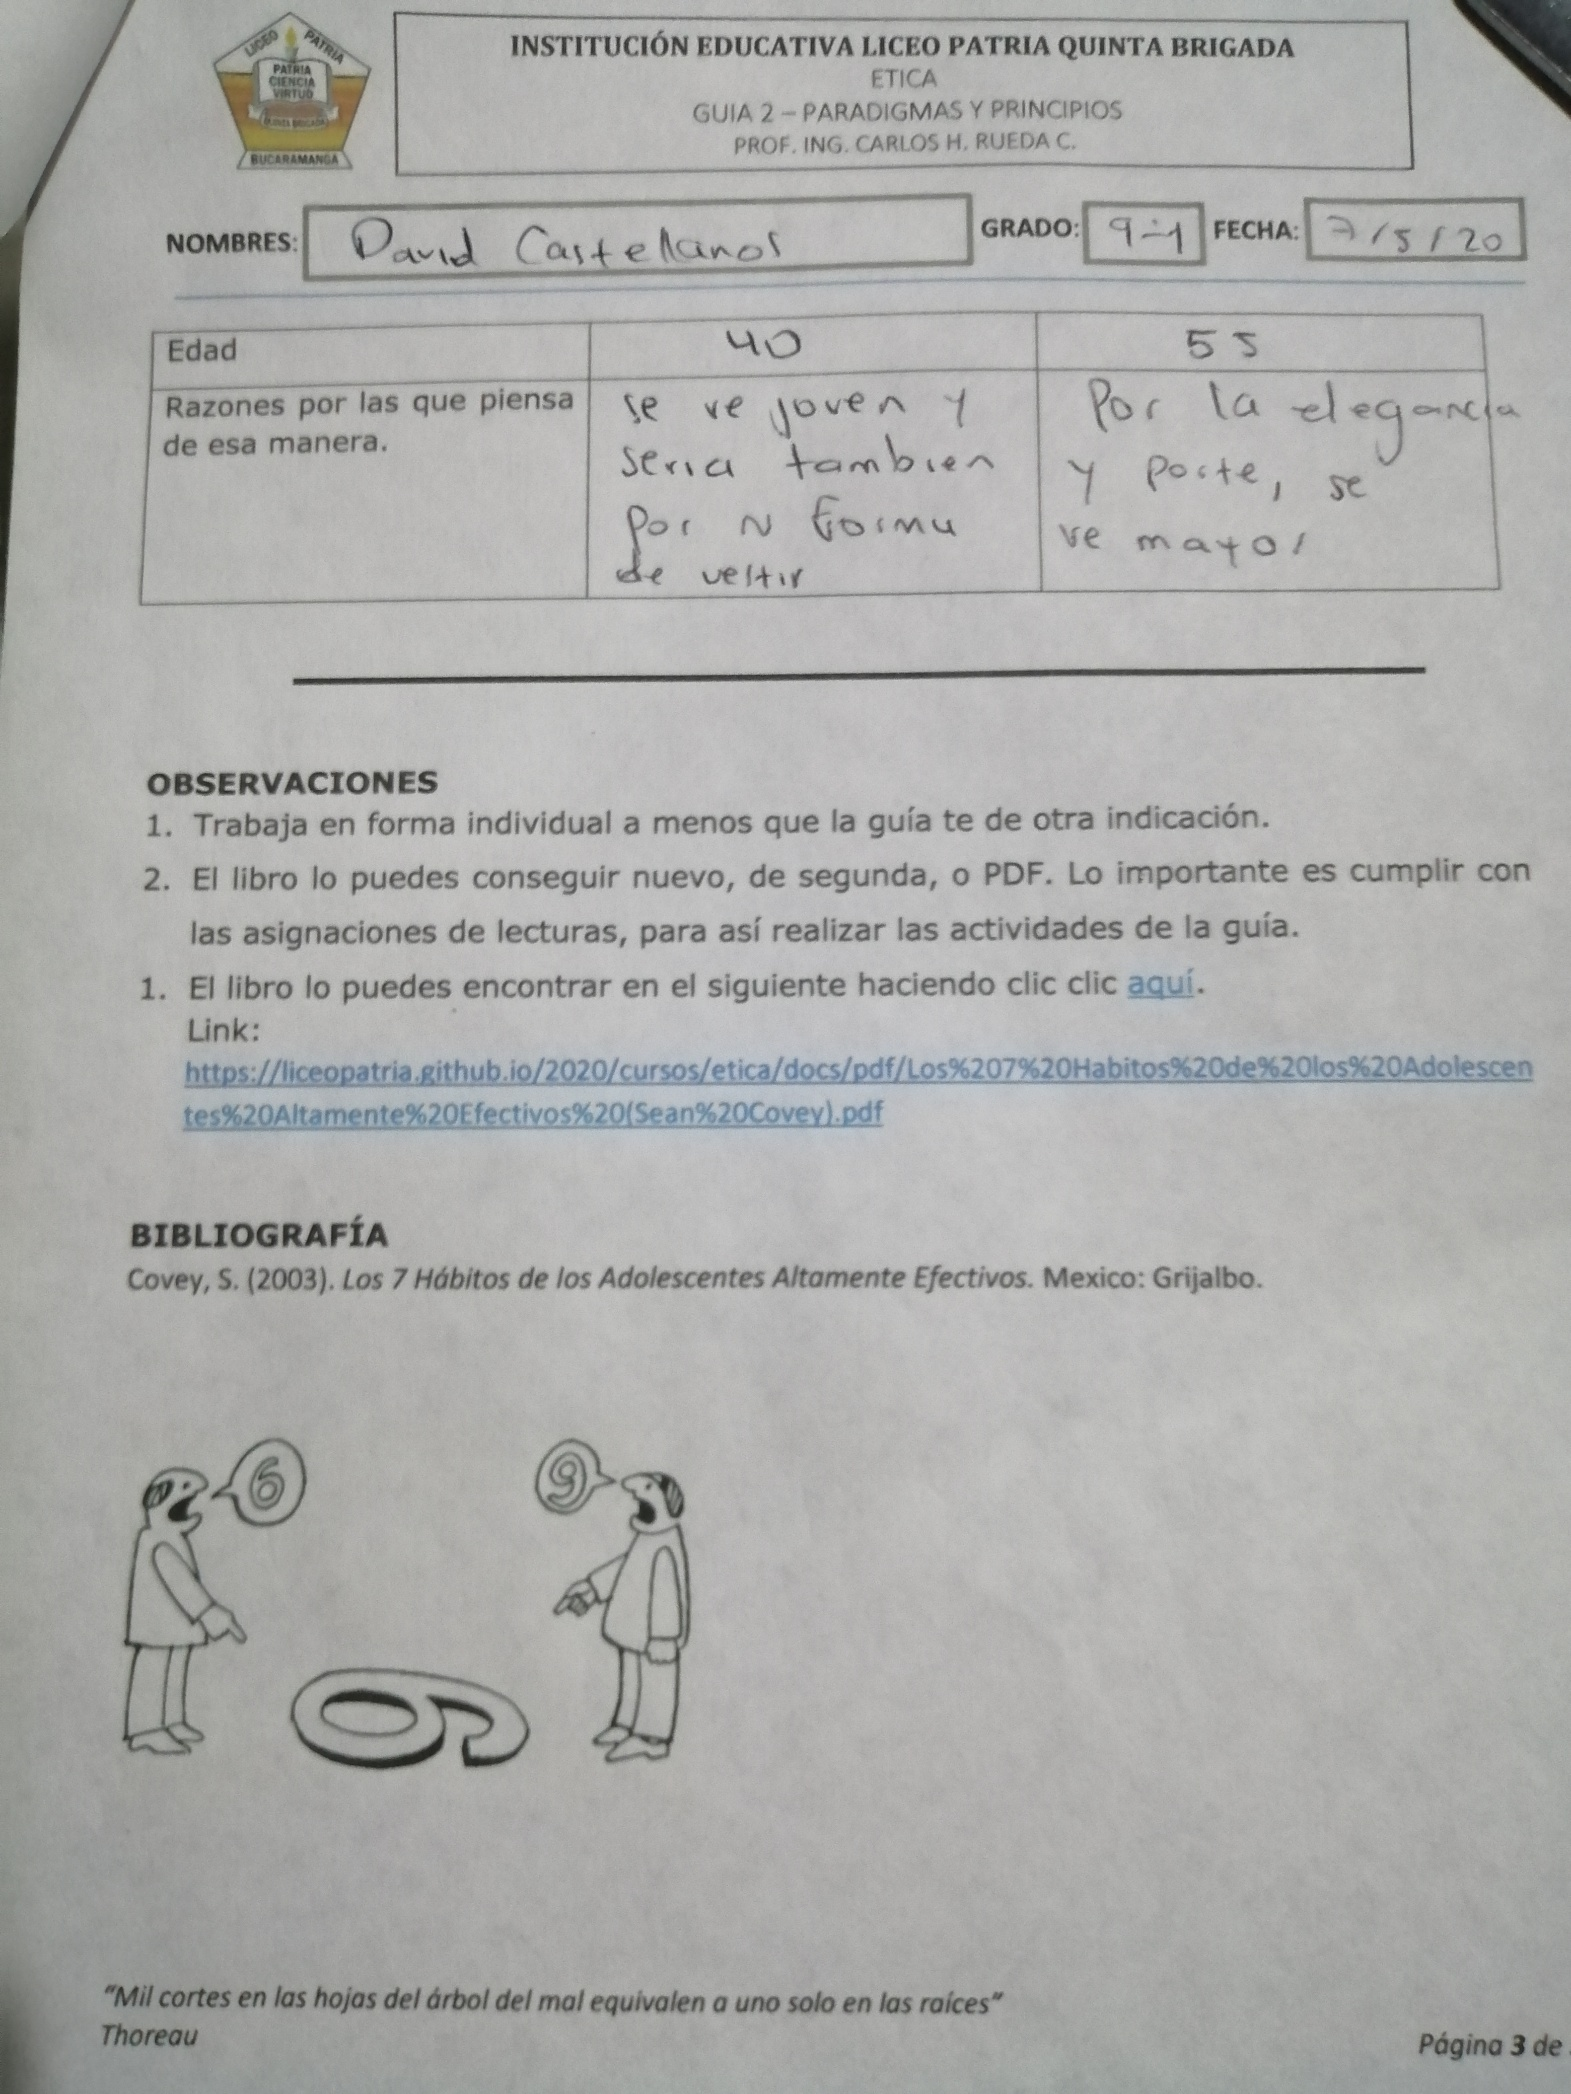 LICEO PATRIA
PATRIA
CIENCIA
VIRTUD
QUINTA BRIGADA
BUCARAMANGA
INSTITUCIÓN EDUCATIVA LICEO PATRIA QUINTA BRIGADA
ETICA
GUIA 2 – PARADIGMAS Y PRINCIPIOS
PROF. ING. CARLOS H. RUEDA C.
NOMBRES: David Castellanos GRADO: 9-1 FECHA: 7/5/20
Edad 40 55
Razones por las que piensa
de esa manera.
se ve joven y
seria tambien
por su forma
de vestir
Por la elegancia
y porte, se
ve mayor
OBSERVACIONES
1. Trabaja en forma individual a menos que la guía te de otra indicación.
2. El libro lo puedes conseguir nuevo, de segunda, o PDF. Lo importante es cumplir con
las asignaciones de lecturas, para así realizar las actividades de la guía.
1. El libro lo puedes encontrar en el siguiente haciendo clic clic aquí.
Link:
https://liceopatria.github.io/2020/cursos/etica/docs/pdf/Los%207%20Habitos%20de%20los%20Adolescen
tes%20Altamente%20Efectivos%20(Sean%20Covey).pdf
BIBLIOGRAFÍA
Covey, S. (2003). Los 7 Hábitos de los Adolescentes Altamente Efectivos. Mexico: Grijalbo.
6
9
6
"Mil cortes en las hojas del árbol del mal equivalen a uno solo en las raíces"
Thoreau
Página 3 de